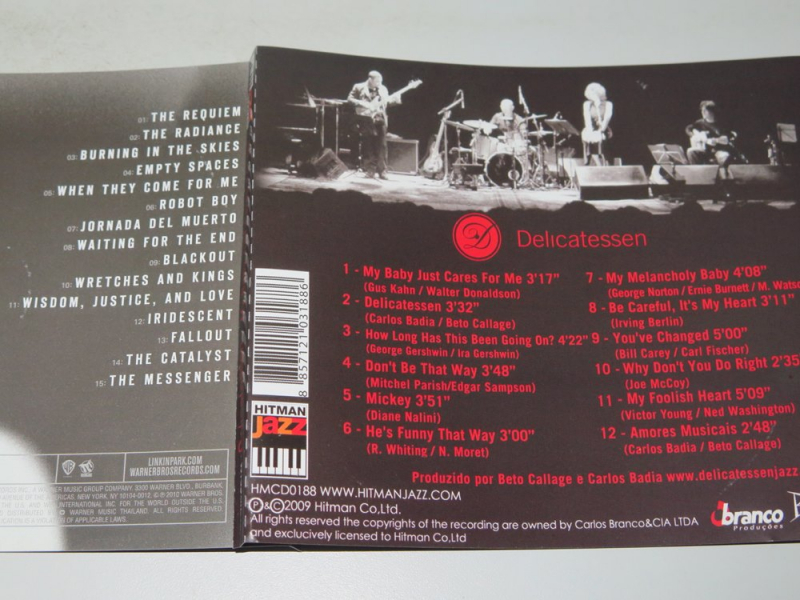 01: THE REQUIEM
02: THE RADIANCE
03: BURNING IN THE SKIES
04: EMPTY SPACES
05: WHEN THEY COME FOR ME
06: ROBOT BOY
07: JORNADA DEL MUERTO
08: WAITING FOR THE END
09: BLACKOUT
10: WRETCHES AND KINGS
11: WISDOM, JUSTICE, AND LOVE
12: IRIDESCENT
13: FALLOUT
14: THE CATALYST
15: THE MESSENGER
LINKINPARK.COM
WARNERBROSRECORDS.COM
Delicatessen
1 - My Baby Just Cares For Me 3'17"
(Gus Kahn / Walter Donaldson)
2 - Delicatessen 3'32"
(Carlos Badia / Beto Callage)
3 - How Long Has This Been Going On? 4'22"
(George Gershwin / Ira Gershwin)
4 - Don't Be That Way 3'48"
(Mitchel Parish/Edgar Sampson)
5 - Mickey 3'51"
(Diane Nalini)
6 - He's Funny That Way 3'00"
(R. Whiting / N. Moret)
7 - My Melancholy Baby 4'08"
(George Norton / Ernie Burnett / M. Watso
8 - Be Careful, It's My Heart 3'11"
(Irving Berlin)
9 - You've Changed 5'00"
(Bill Carey / Carl Fischer)
10 - Why Don't You Do Right 2'35
(Joe McCoy)
11 - My Foolish Heart 5'09"
(Victor Young / Ned Washington)
12 - Amores Musicais 2'48"
(Carlos Badia / Beto Callage)
8 857121 031886
HITMAN
jazz
Produzido por Beto Callage e Carlos Badia www.delicatessenjazz
HMCD0188 WWW.HITMANJAZZ.COM
Ⓟ&©2009 Hitman Co,Ltd.
All rights reserved the copyrights of the recording are owned by Carlos Branco&CIA LTDA
and exclucively licensed to Hitman Co,Ltd
branco
Produções